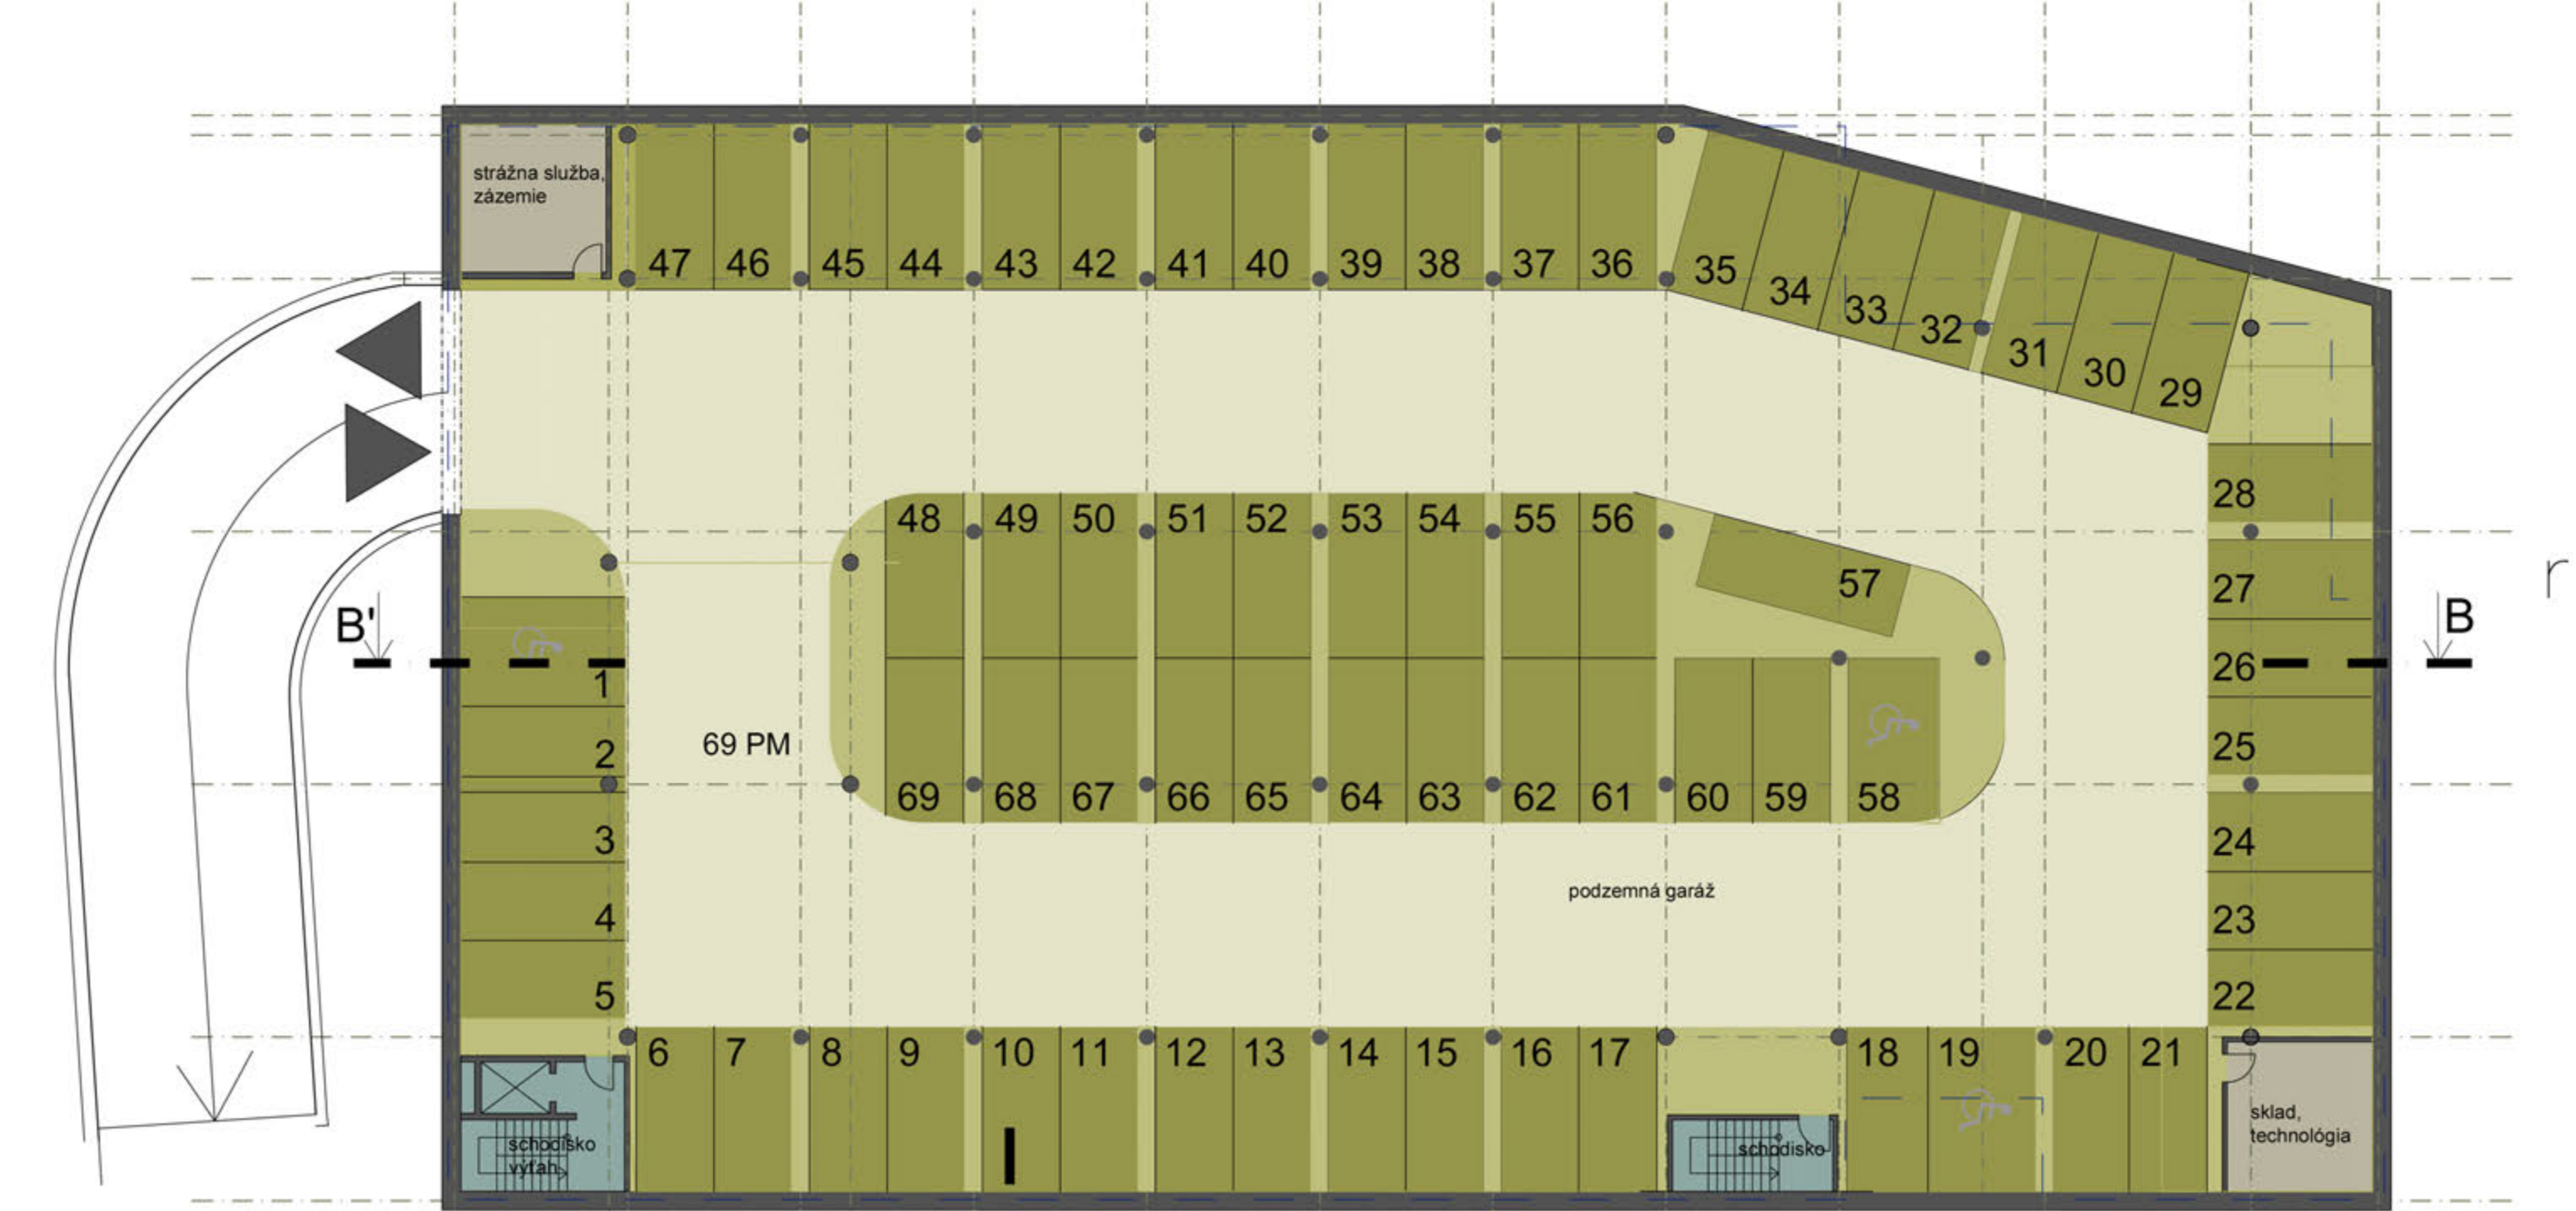 strážna služba,
zázemie
47 46 45 44 43 42 41 40 39 38 37 36 35 34 33 32 31 30 29
28
48 49 50 51 52 53 54 55 56
57
27
B'
B
r
26
1
2
69 PM
25
69 68 67 66 65 64 63 62 61 60 59 58
3
24
podzemná garáž
4
23
5
22
6 7 8 9 10 11 12 13 14 15 16 17 18 19 20 21
schodisko
výťah
schodisko
sklad,
technológia